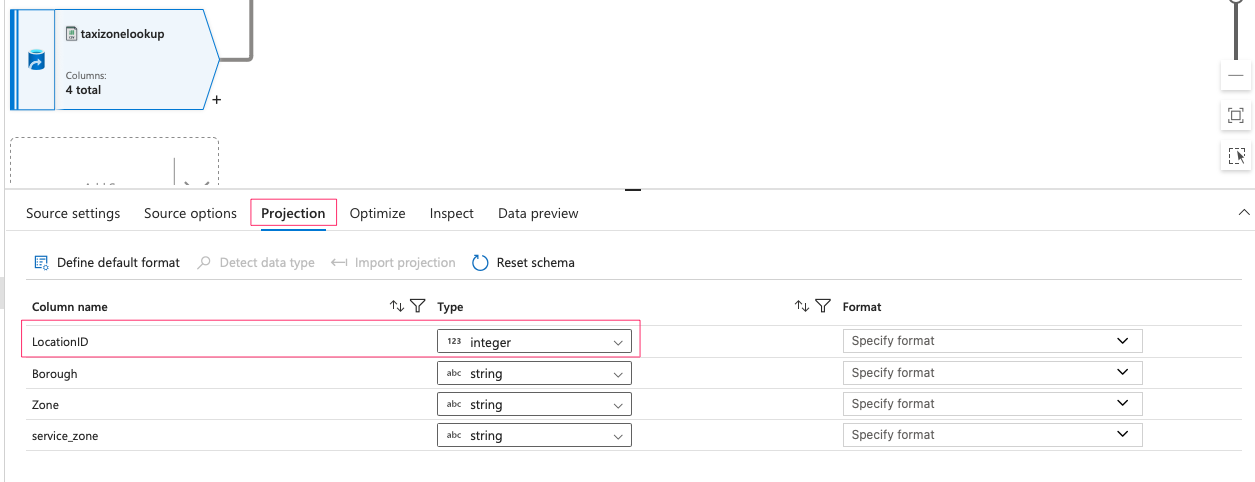 taxizonelookup
Columns:
4 total
+
Source settings Source options Projection Optimize Inspect Data preview
Define default format Detect data type Import projection Reset schema
Column name Type Format
LocationID 123 integer Specify format
Borough abc string Specify format
Zone abc string Specify format
service_zone abc string Specify format